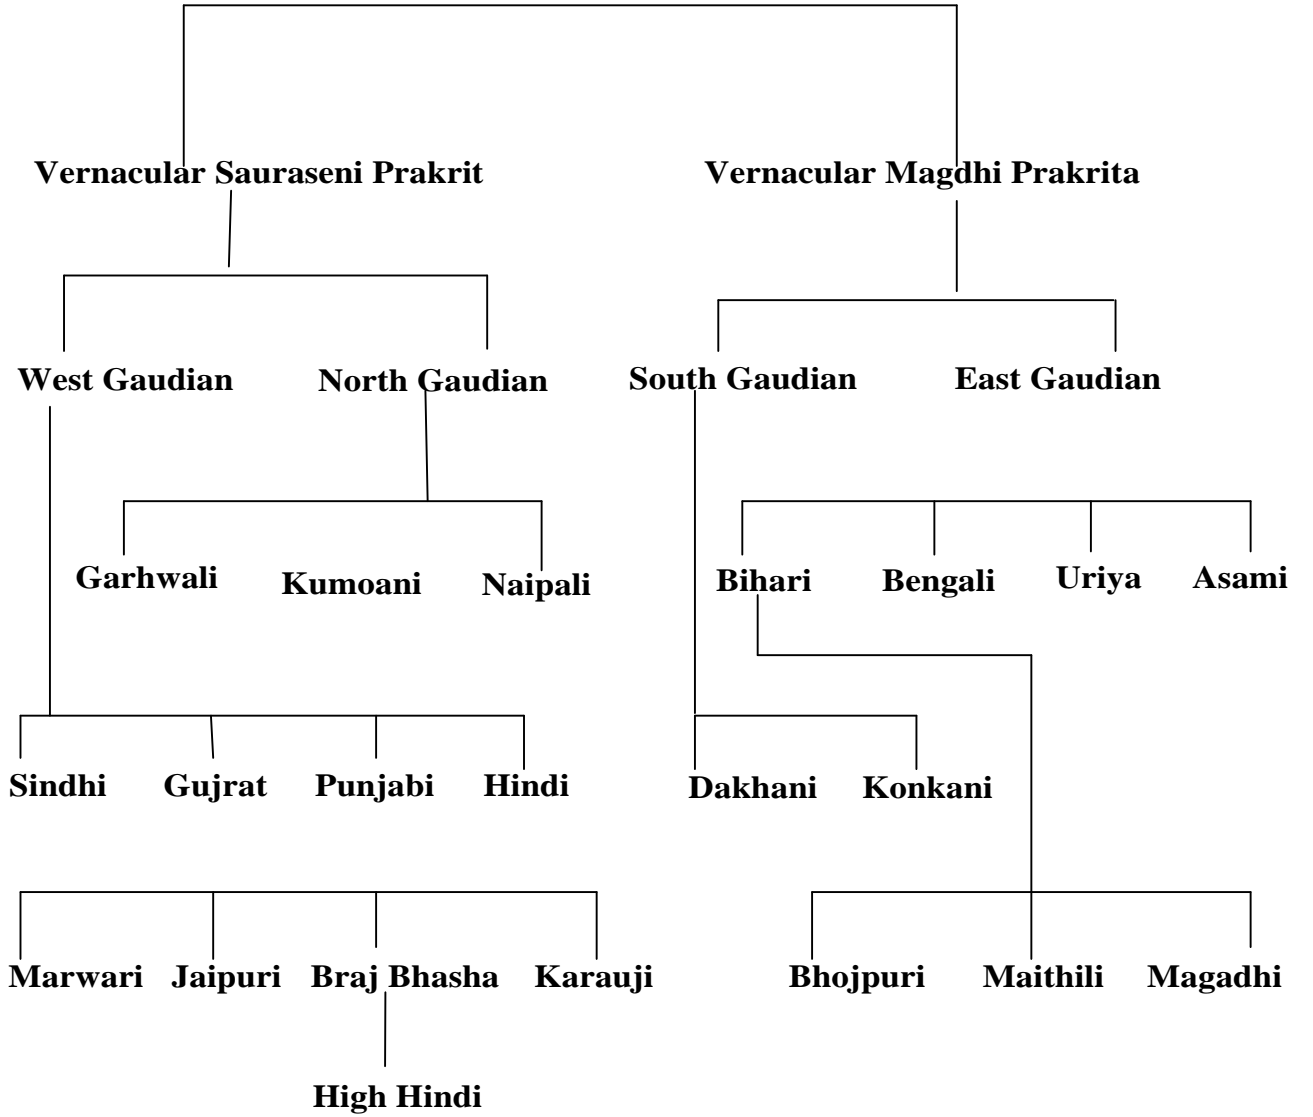 Vernacular Sauraseni Prakrit
Vernacular Magdhi Prakrita
West Gaudian
North Gaudian
South Gaudian
East Gaudian
Garhwali
Kumoani
Naipali
Bihari
Bengali
Uriya
Asami
Sindhi
Gujrat
Punjabi
Hindi
Dakhani
Konkani
Marwari
Jaipuri
Braj Bhasha
Karauji
Bhojpuri
Maithili
Magadhi
High Hindi